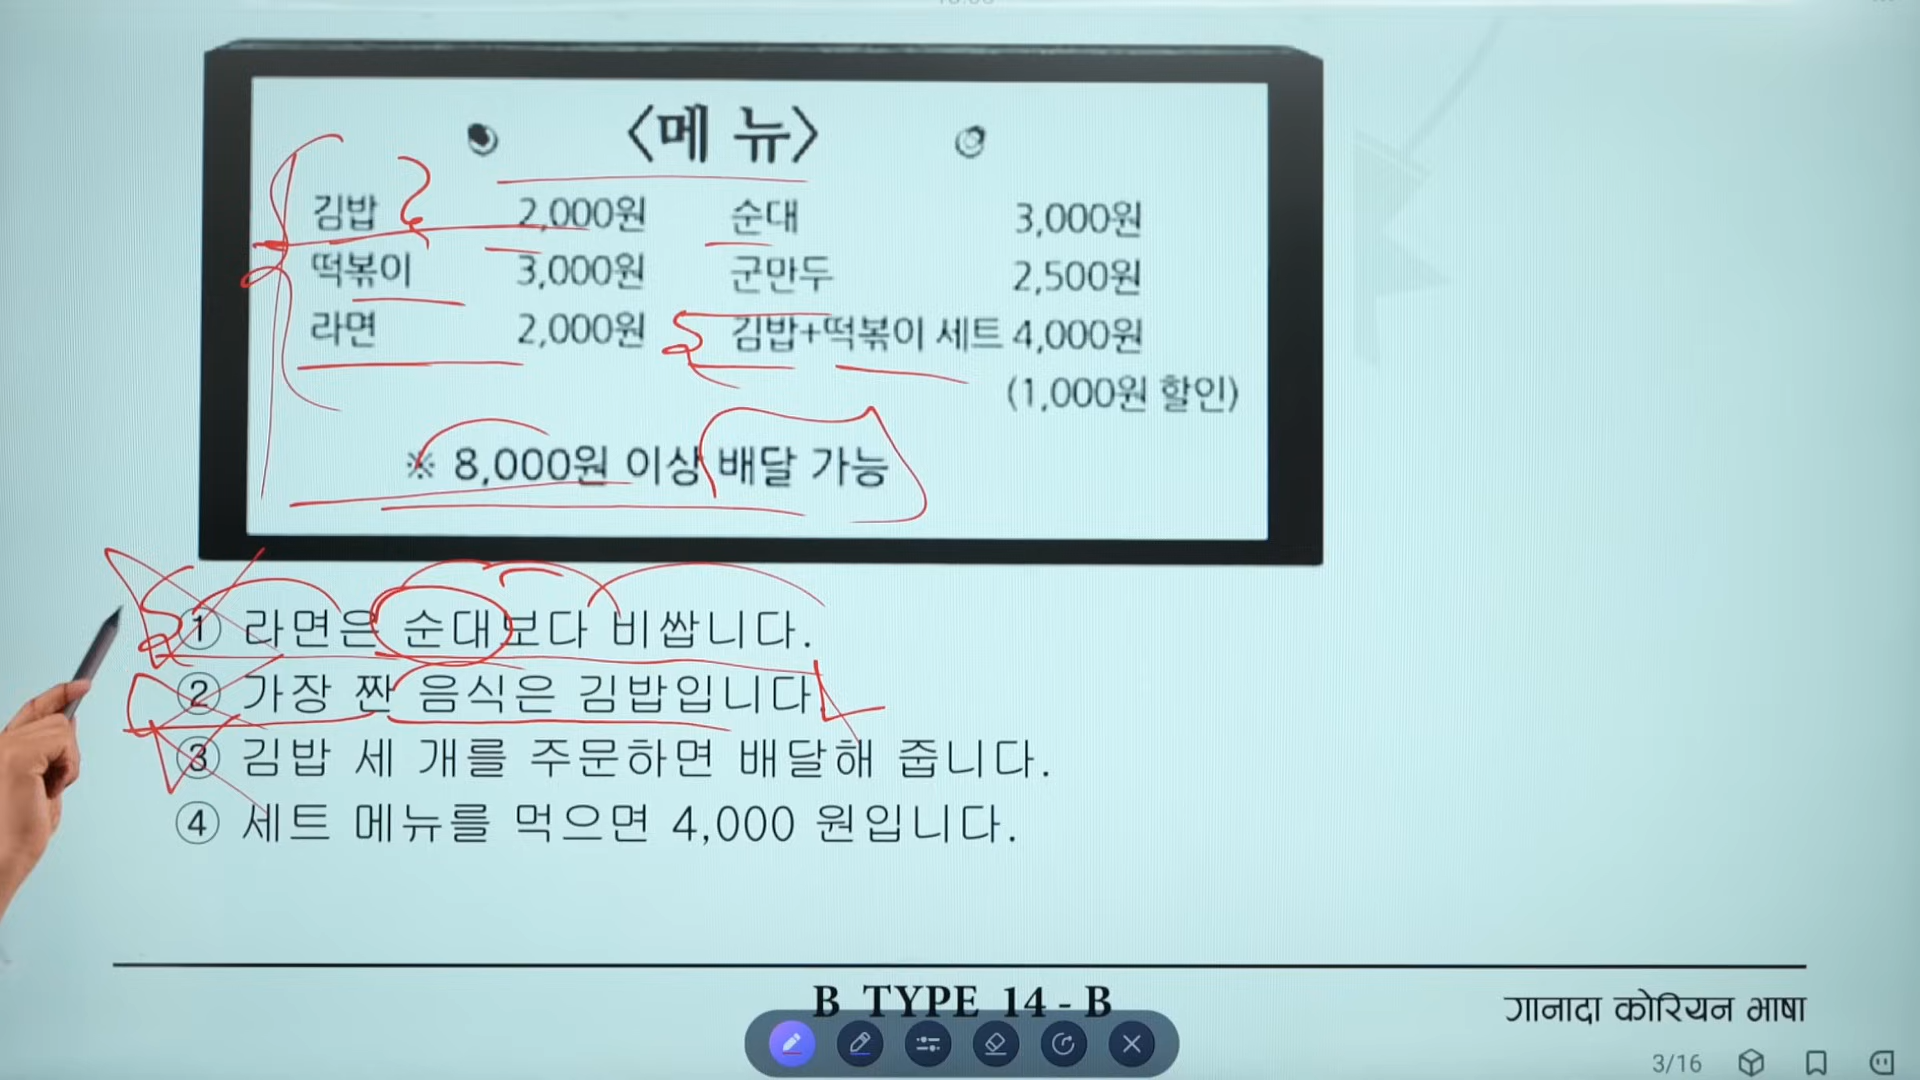 〈메 뉴〉
김밥 2,000원 순대 3,000원
떡볶이 3,000원 군만두 2,500원
라면 2,000원 김밥+떡볶이 세트 4,000원
(1,000원 할인)
※ 8,000원 이상 배달 가능
① 라면은 순대보다 비쌉니다.
② 가장 짠 음식은 김밥입니다
③ 김밥 세 개를 주문하면 배달해 줍니다.
④ 세트 메뉴를 먹으면 4,000 원입니다.
B TYPE 14 - B
गानादा कोरियन भाषा
3/16